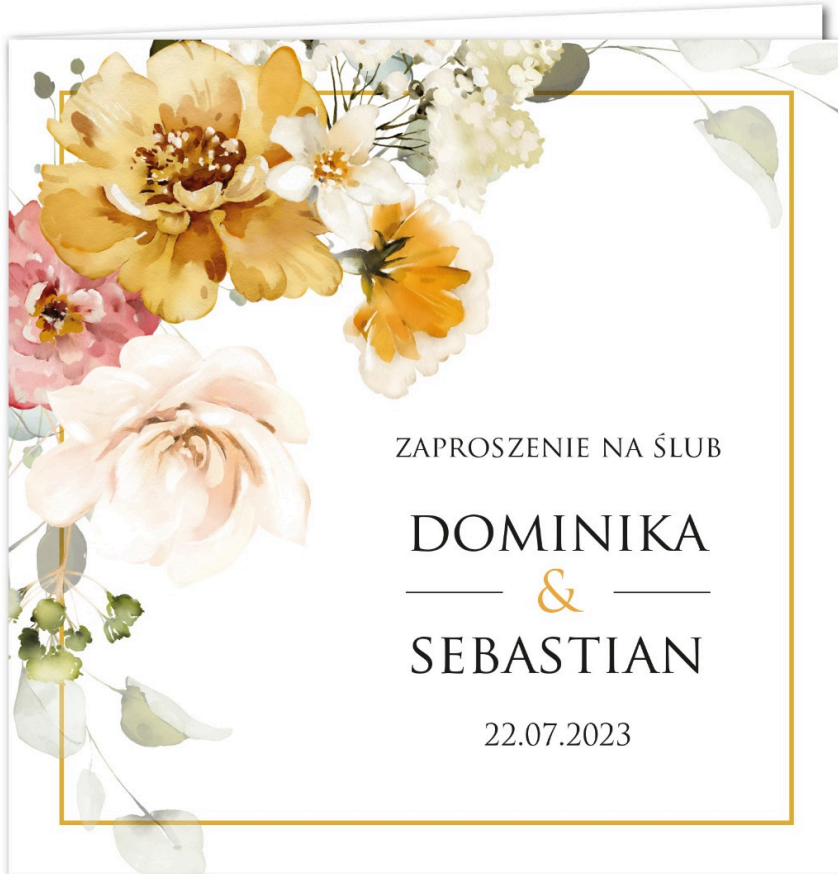 ZAPROSZENIE NA ŚLUB
DOMINIKA
&
SEBASTIAN
22.07.2023